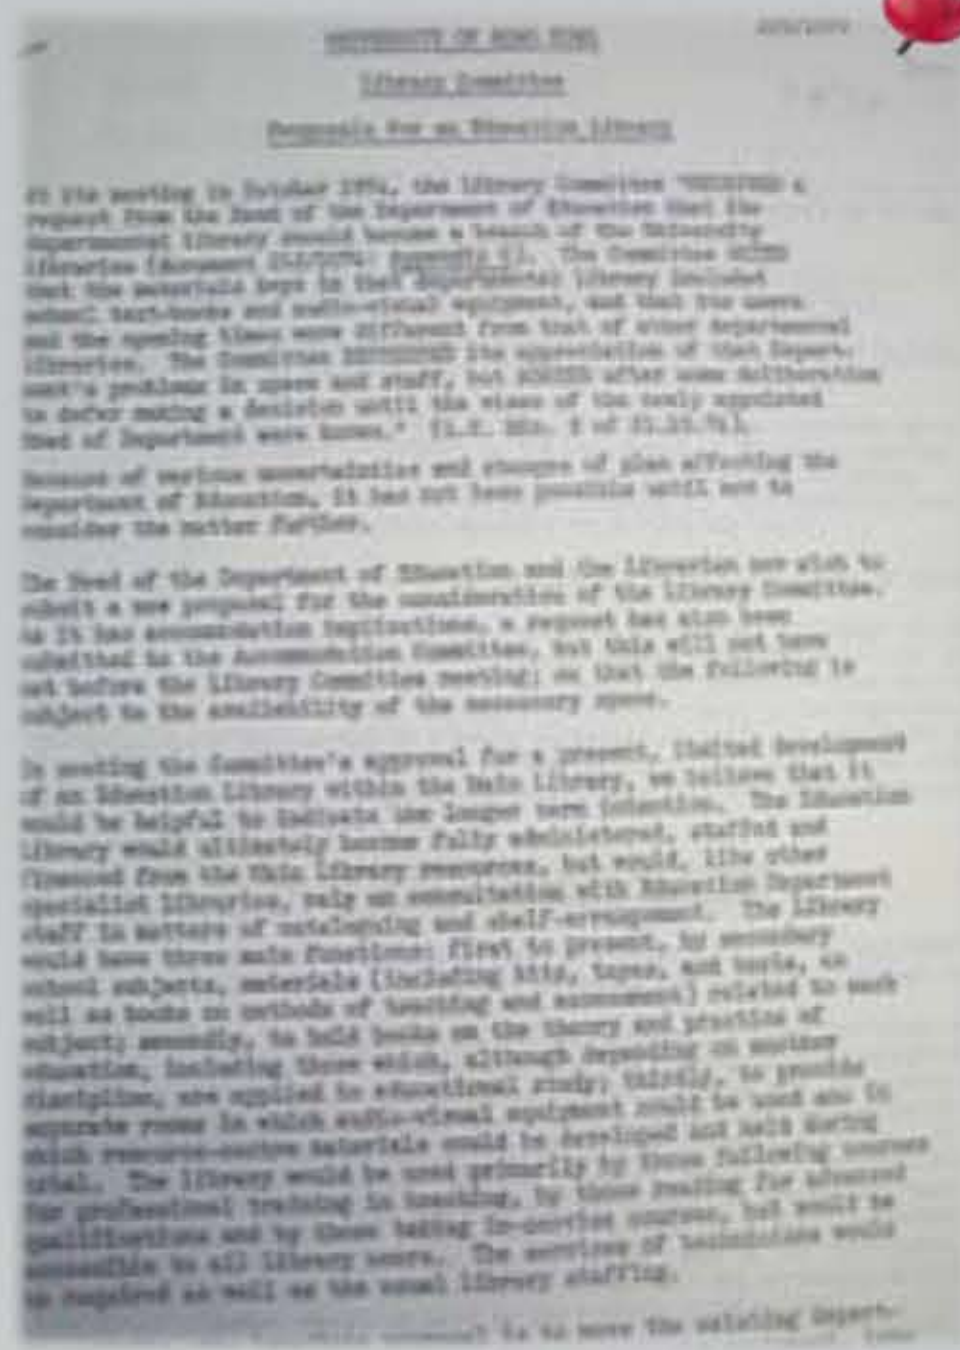 UNIVERSITY OF HONG KONG
Library Committee
Proposals for an Education Library
At its meeting in October 1974, the Library Committee "RECEIVED a
request from the Head of the Department of Education that its
departmental library should become a branch of the University
Libraries (document Appendix The Committee NOTED
that the materials kept in that departmental library included
school text-books and audio-visual equipment, and that its users
and the opening times were different from that of other departmental
libraries. The Committee its appreciation of that Depart-
ment's problems in space and staff, but AGREED after some deliberation
to defer making a decision until the views of the newly appointed
Head of Department were known."
Because of various uncertainties and changes of plan affecting the
Department of Education, it has not been possible until now to
consider the matter further.
The Head of the Department of Education and the Librarian now wish to
submit a new proposal for the consideration of the Library Committee.
As it has accommodation implications, a request has also been
submitted to the Accommodation Committee, but this will not have
met before the Library Committee meeting; so that the following is
subject to the availability of the necessary space.
In seeking the Committee's approval for a present, limited development
of an Education Library within the Main Library, we believe that it
would be helpful to indicate the longer term intention. The Education
Library would ultimately become fully administered, staffed and
financed from the Main Library resources, but would, like other
specialist libraries, rely on consultation with Education Department
staff in matters of cataloguing and shelf-arrangement. The library
would have three main functions: first to present, by secondary
school subjects, materials (including kits, tapes, and texts, as
well as books on methods of teaching and assessment) related to each
subject; secondly, to hold books on the theory and practice of
education, including those which, although depending on another
discipline, are applied to educational study; thirdly, to provide
separate rooms in which audio-visual equipment could be used and in
which resource-centre materials could be developed and held during
trial. The library would be used primarily by those following courses
for professional training in teaching, by those reading for advanced
qualifications and by those taking in-service courses, but would be
accessible to all library users. The services of technicians would
be required as well as the usual library staffing.
is to move the existing Depart-